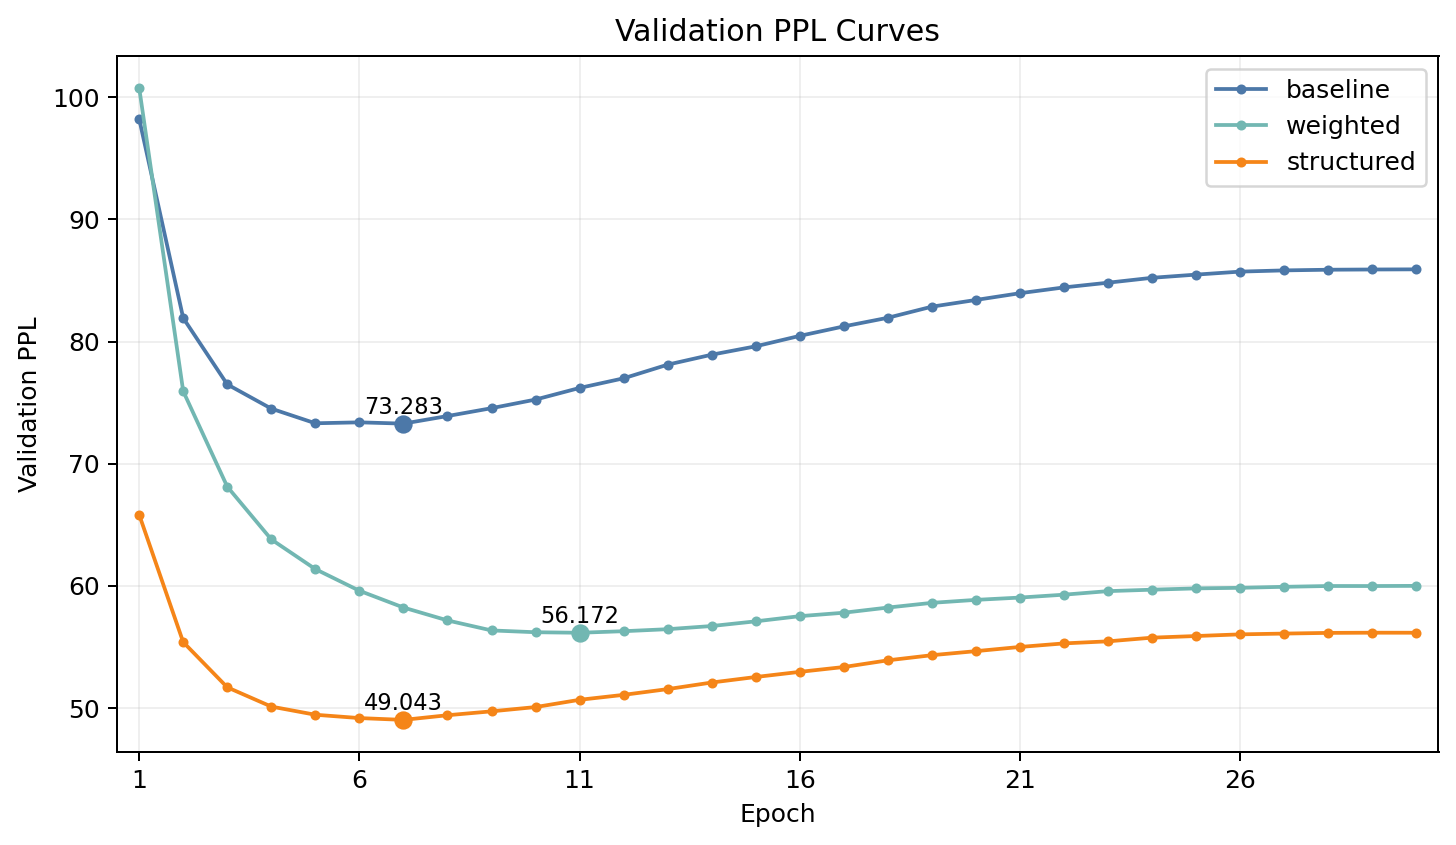 Validation PPL Curves
baseline
weighted
structured
Validation PPL
100
90
80
70
60
50
73.283
56.172
49.043
1 6 11 16 21 26
Epoch